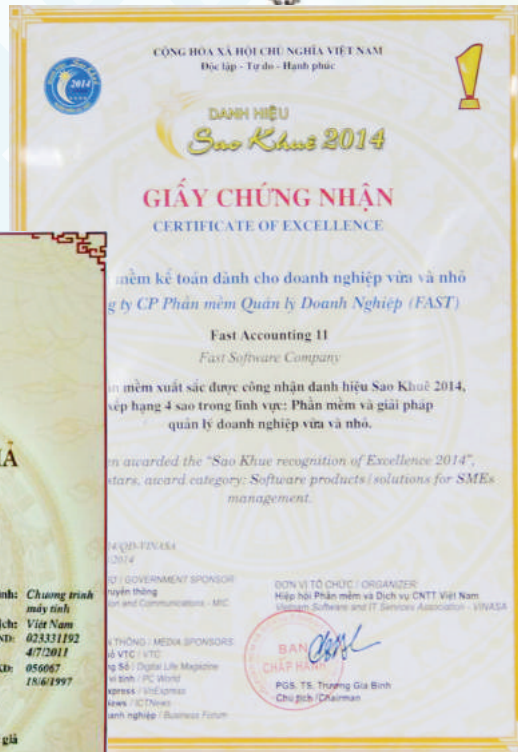 CỘNG HÒA XÃ HỘI CHỦ NGHĨA VIỆT NAM
Độc lập - Tự do - Hạnh phúc
2014
DANH HIỆU
Sao Khuê 2014
GIẤY CHỨNG NHẬN
CERTIFICATE OF EXCELLENCE
mềm kế toán dành cho doanh nghiệp vừa và nhỏ
ty CP Phần mềm Quản lý Doanh Nghiệp (FAST)
Fast Accounting 11
Fast Software Company
mềm xuất sắc được công nhận danh hiệu Sao Khuê 2014,
xếp hạng 4 sao trong lĩnh vực: Phần mềm và giải pháp
quản lý doanh nghiệp vừa và nhỏ.
awarded the "Sao Khue recognition of Excellence 2014",
stars, award category: Software products / solutions for SMEs
management.
/QD-VINASA
2014
/ GOVERNMENT SPONSOR
truyền thông
and Communications - MIC
THÔNG / MEDIA SPONSORS:
VTC / VTC
Số / Digital Life Magazine
vi tính / PC World
/ VnExpress
/ ICTNews
doanh nghiệp / Business Forum
ĐƠN VỊ TỔ CHỨC / ORGANIZER:
Hiệp hội Phần mềm và Dịch vụ CNTT Việt Nam
Vietnam Software and IT Services Association - VINASA
BAN
CHẤP HÀNH
PGS. TS. Trương Gia Bình
Chủ tịch / Chairman
Chương trình
máy tính
Việt Nam
023331192
4/7/2011
056067
18/6/1997
giả